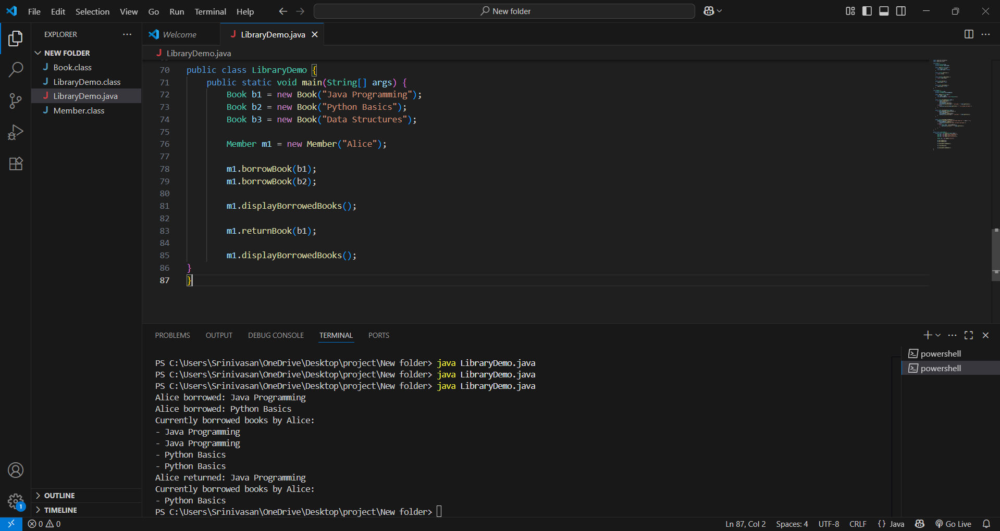 File Edit Selection View Go Run Terminal Help
New folder
EXPLORER
NEW FOLDER
Book.class
LibraryDemo.class
LibraryDemo.java
Member.class
OUTLINE
TIMELINE
Welcome
LibraryDemo.java
LibraryDemo.java
70 public class LibraryDemo {
71     public static void main(String[] args) {
72         Book b1 = new Book("Java Programming");
73         Book b2 = new Book("Python Basics");
74         Book b3 = new Book("Data Structures");
75
76         Member m1 = new Member("Alice");
77
78         m1.borrowBook(b1);
79         m1.borrowBook(b2);
80
81         m1.displayBorrowedBooks();
82
83         m1.returnBook(b1);
84
85         m1.displayBorrowedBooks();
86 }
87 }
PROBLEMS OUTPUT DEBUG CONSOLE TERMINAL PORTS
PS C:\Users\Srinivasan\OneDrive\Desktop\project\New folder> java LibraryDemo.java
PS C:\Users\Srinivasan\OneDrive\Desktop\project\New folder> java LibraryDemo.java
PS C:\Users\Srinivasan\OneDrive\Desktop\project\New folder> java LibraryDemo.java
Alice borrowed: Java Programming
Alice borrowed: Python Basics
Currently borrowed books by Alice:
- Java Programming
- Java Programming
- Python Basics
- Python Basics
Alice returned: Java Programming
Currently borrowed books by Alice:
- Python Basics
PS C:\Users\Srinivasan\OneDrive\Desktop\project\New folder>
powershell
powershell
1
0 0
Ln 87, Col 2 Spaces: 4 UTF-8 CRLF {} Java Go Live